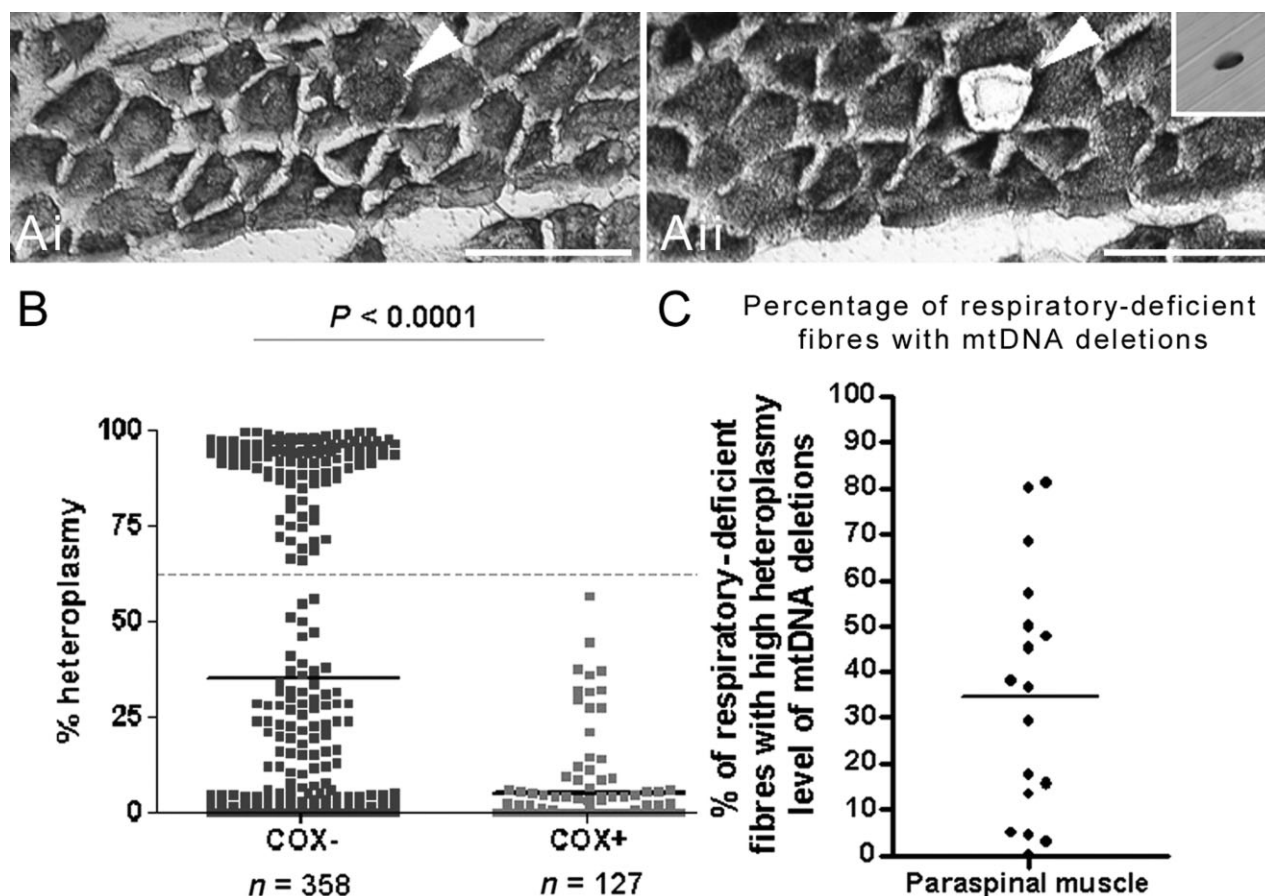 Ai
Aii
B
P < 0.0001
% heteroplasmy
100
75
50
25
0
COX-
COX+
n = 358
n = 127
C
Percentage of respiratory-deficient
fibres with mtDNA deletions
% of respiratory-deficient
fibres with high heteroplasmy
level of mtDNA deletions
100
90
80
70
60
50
40
30
20
10
0
Paraspinal muscle